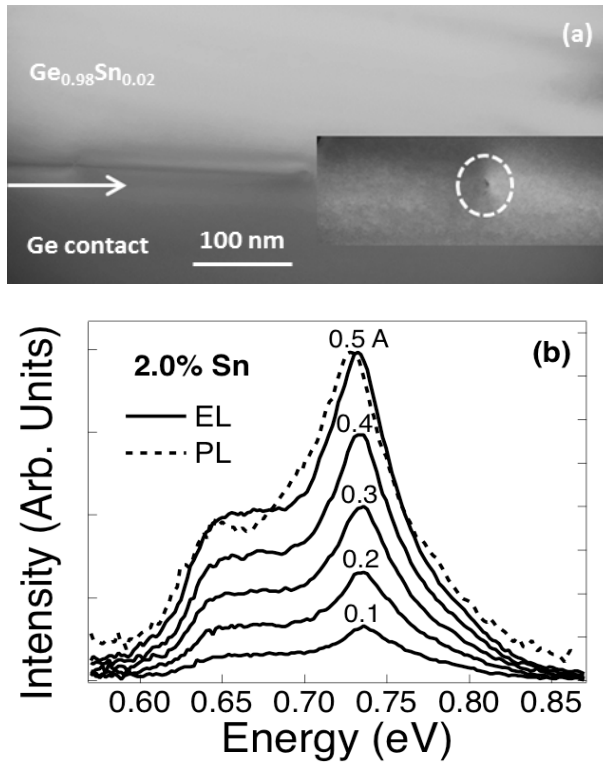 (a)
Ge0.98Sn0.02
Ge contact
100 nm
(b)
0.5 A
2.0% Sn
EL
PL
0.4
0.3
0.2
0.1
Intensity (Arb. Units)
0.60 0.65 0.70 0.75 0.80 0.85
Energy (eV)